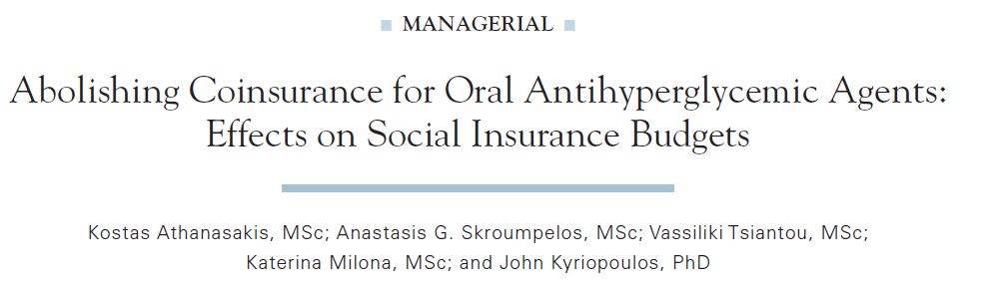 MANAGERIAL
Abolishing Coinsurance for Oral Antihyperglycemic Agents:
Effects on Social Insurance Budgets
Kostas Athanasakis, MSc; Anastasis G. Skroumpelos, MSc; Vassiliki Tsiantou, MSc;
Katerina Milona, MSc; and John Kyriopoulos, PhD